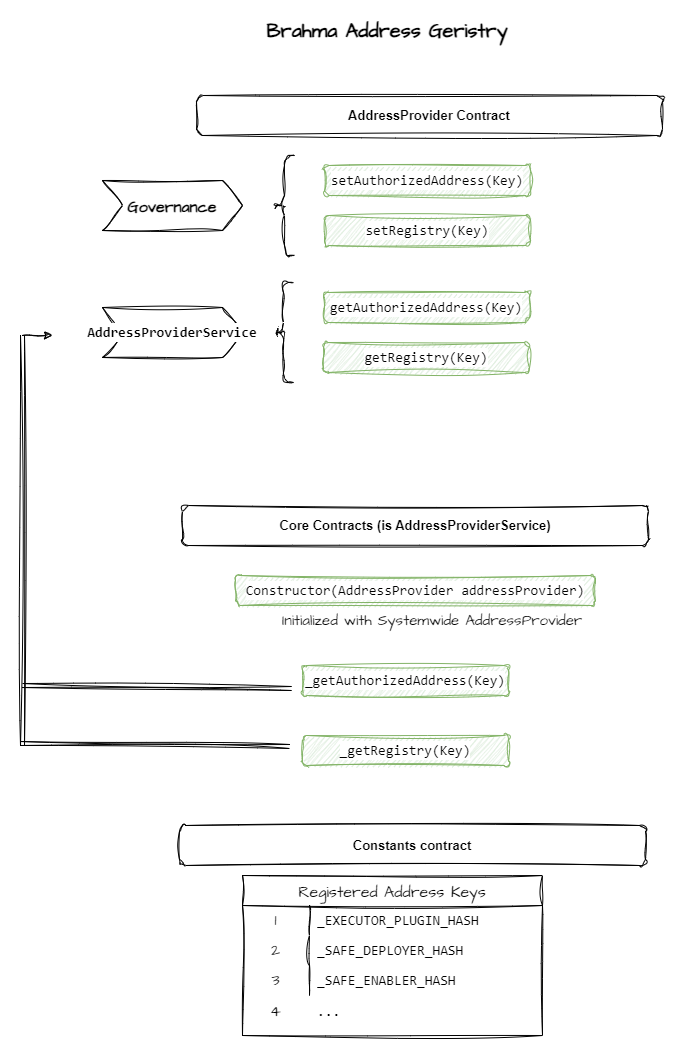 Brahma Address Geristry
AddressProvider Contract
Governance
setAuthorizedAddress(Key)
setRegistry(Key)
AddressProviderService
getAuthorizedAddress(Key)
getRegistry(Key)
Core Contracts (is AddressProviderService)
Constructor(AddressProvider addressProvider)
Initialized with Systemwide AddressProvider
_getAuthorizedAddress(Key)
_getRegistry(Key)
Constants contract
Registered Address Keys
1 _EXECUTOR_PLUGIN_HASH
2 _SAFE_DEPLOYER_HASH
3 _SAFE_ENABLER_HASH
4 ...